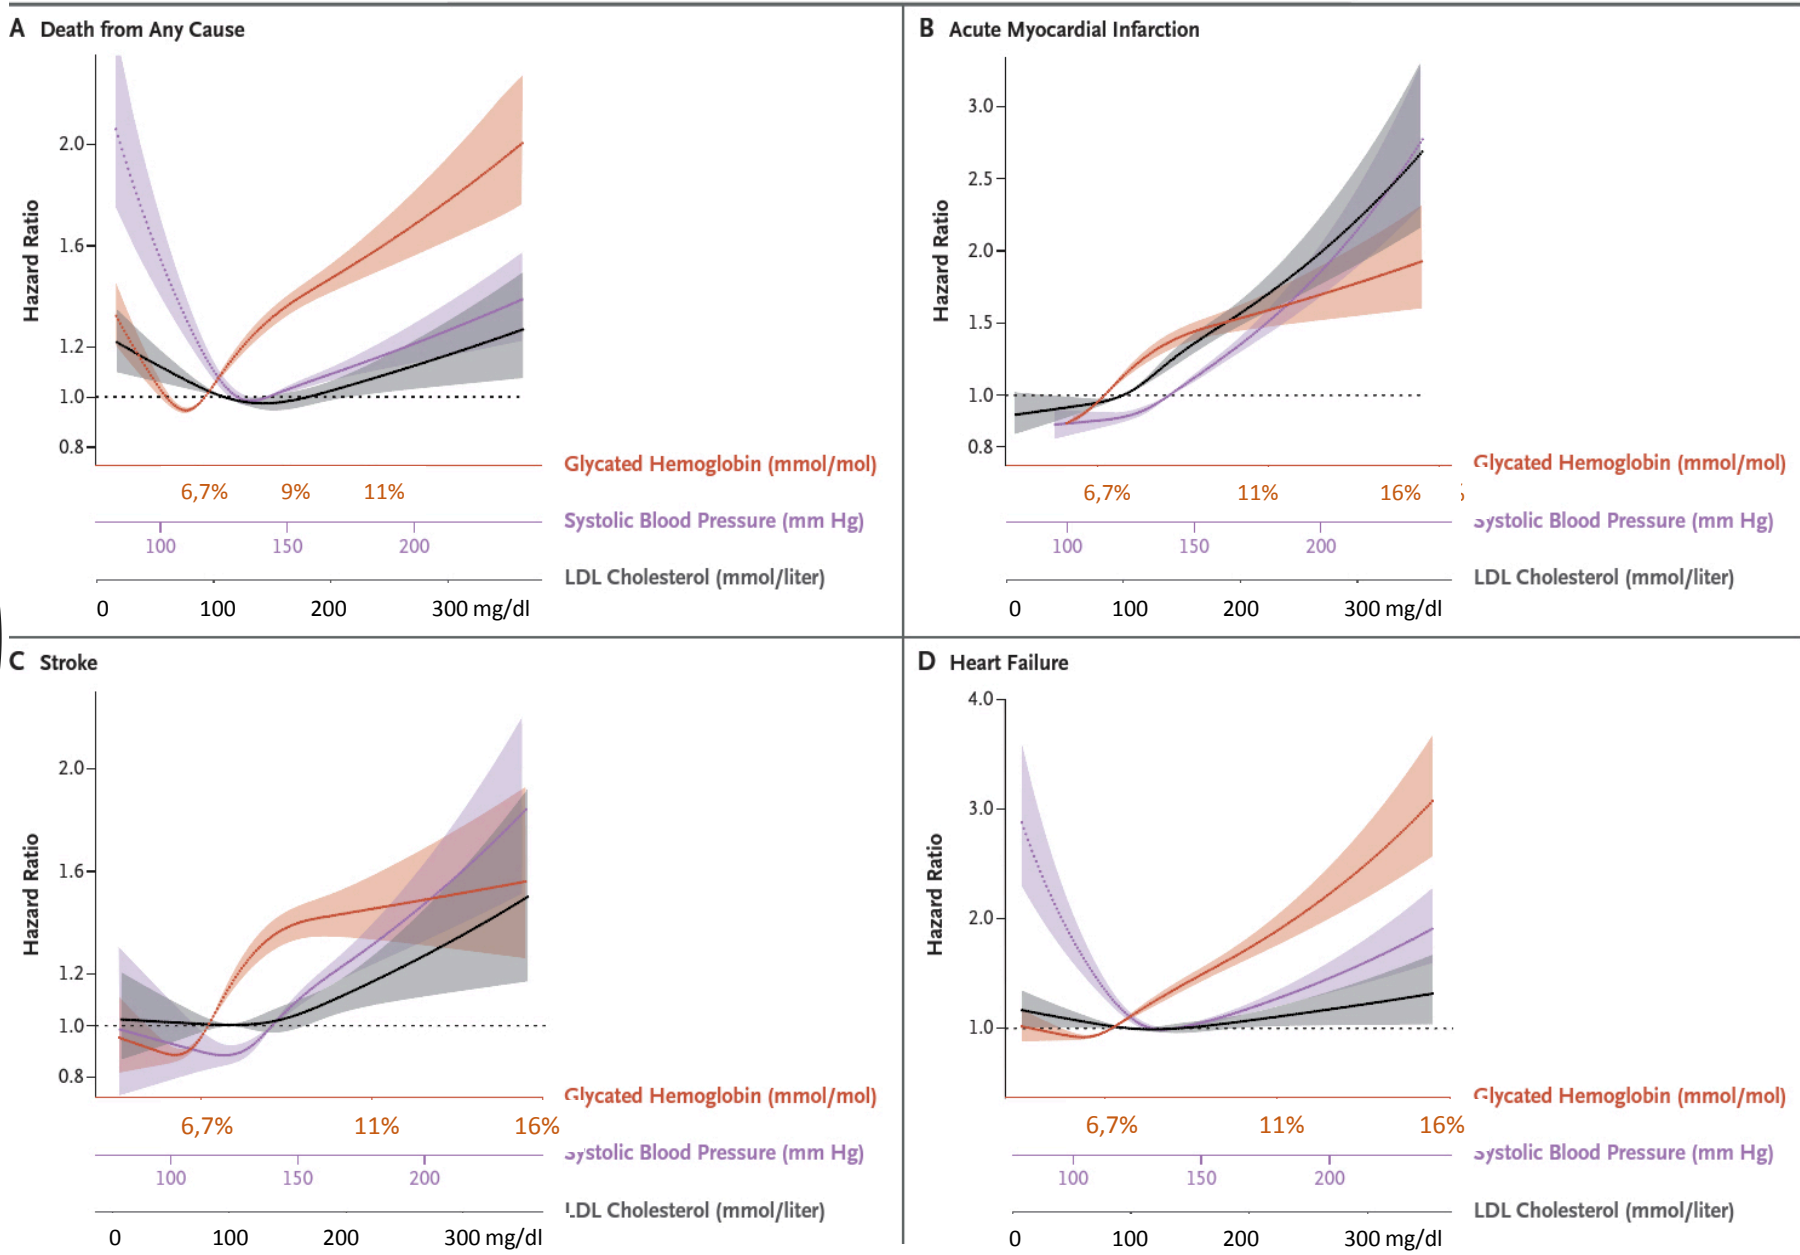 A Death from Any Cause
Hazard Ratio
2.0
1.6
1.2
1.0
0.8
Glycated Hemoglobin (mmol/mol)
6,7% 9% 11%
Systolic Blood Pressure (mm Hg)
100 150 200
LDL Cholesterol (mmol/liter)
0 100 200 300 mg/dl
B Acute Myocardial Infarction
Hazard Ratio
3.0
2.5
2.0
1.5
1.0
0.8
Glycated Hemoglobin (mmol/mol)
6,7% 11% 16%
Systolic Blood Pressure (mm Hg)
100 150 200
LDL Cholesterol (mmol/liter)
0 100 200 300 mg/dl
C Stroke
Hazard Ratio
2.0
1.6
1.2
1.0
0.8
Glycated Hemoglobin (mmol/mol)
6,7% 11% 16%
Systolic Blood Pressure (mm Hg)
100 150 200
LDL Cholesterol (mmol/liter)
0 100 200 300 mg/dl
D Heart Failure
Hazard Ratio
4.0
3.0
2.0
1.0
Glycated Hemoglobin (mmol/mol)
6,7% 11% 16%
Systolic Blood Pressure (mm Hg)
100 150 200
LDL Cholesterol (mmol/liter)
0 100 200 300 mg/dl